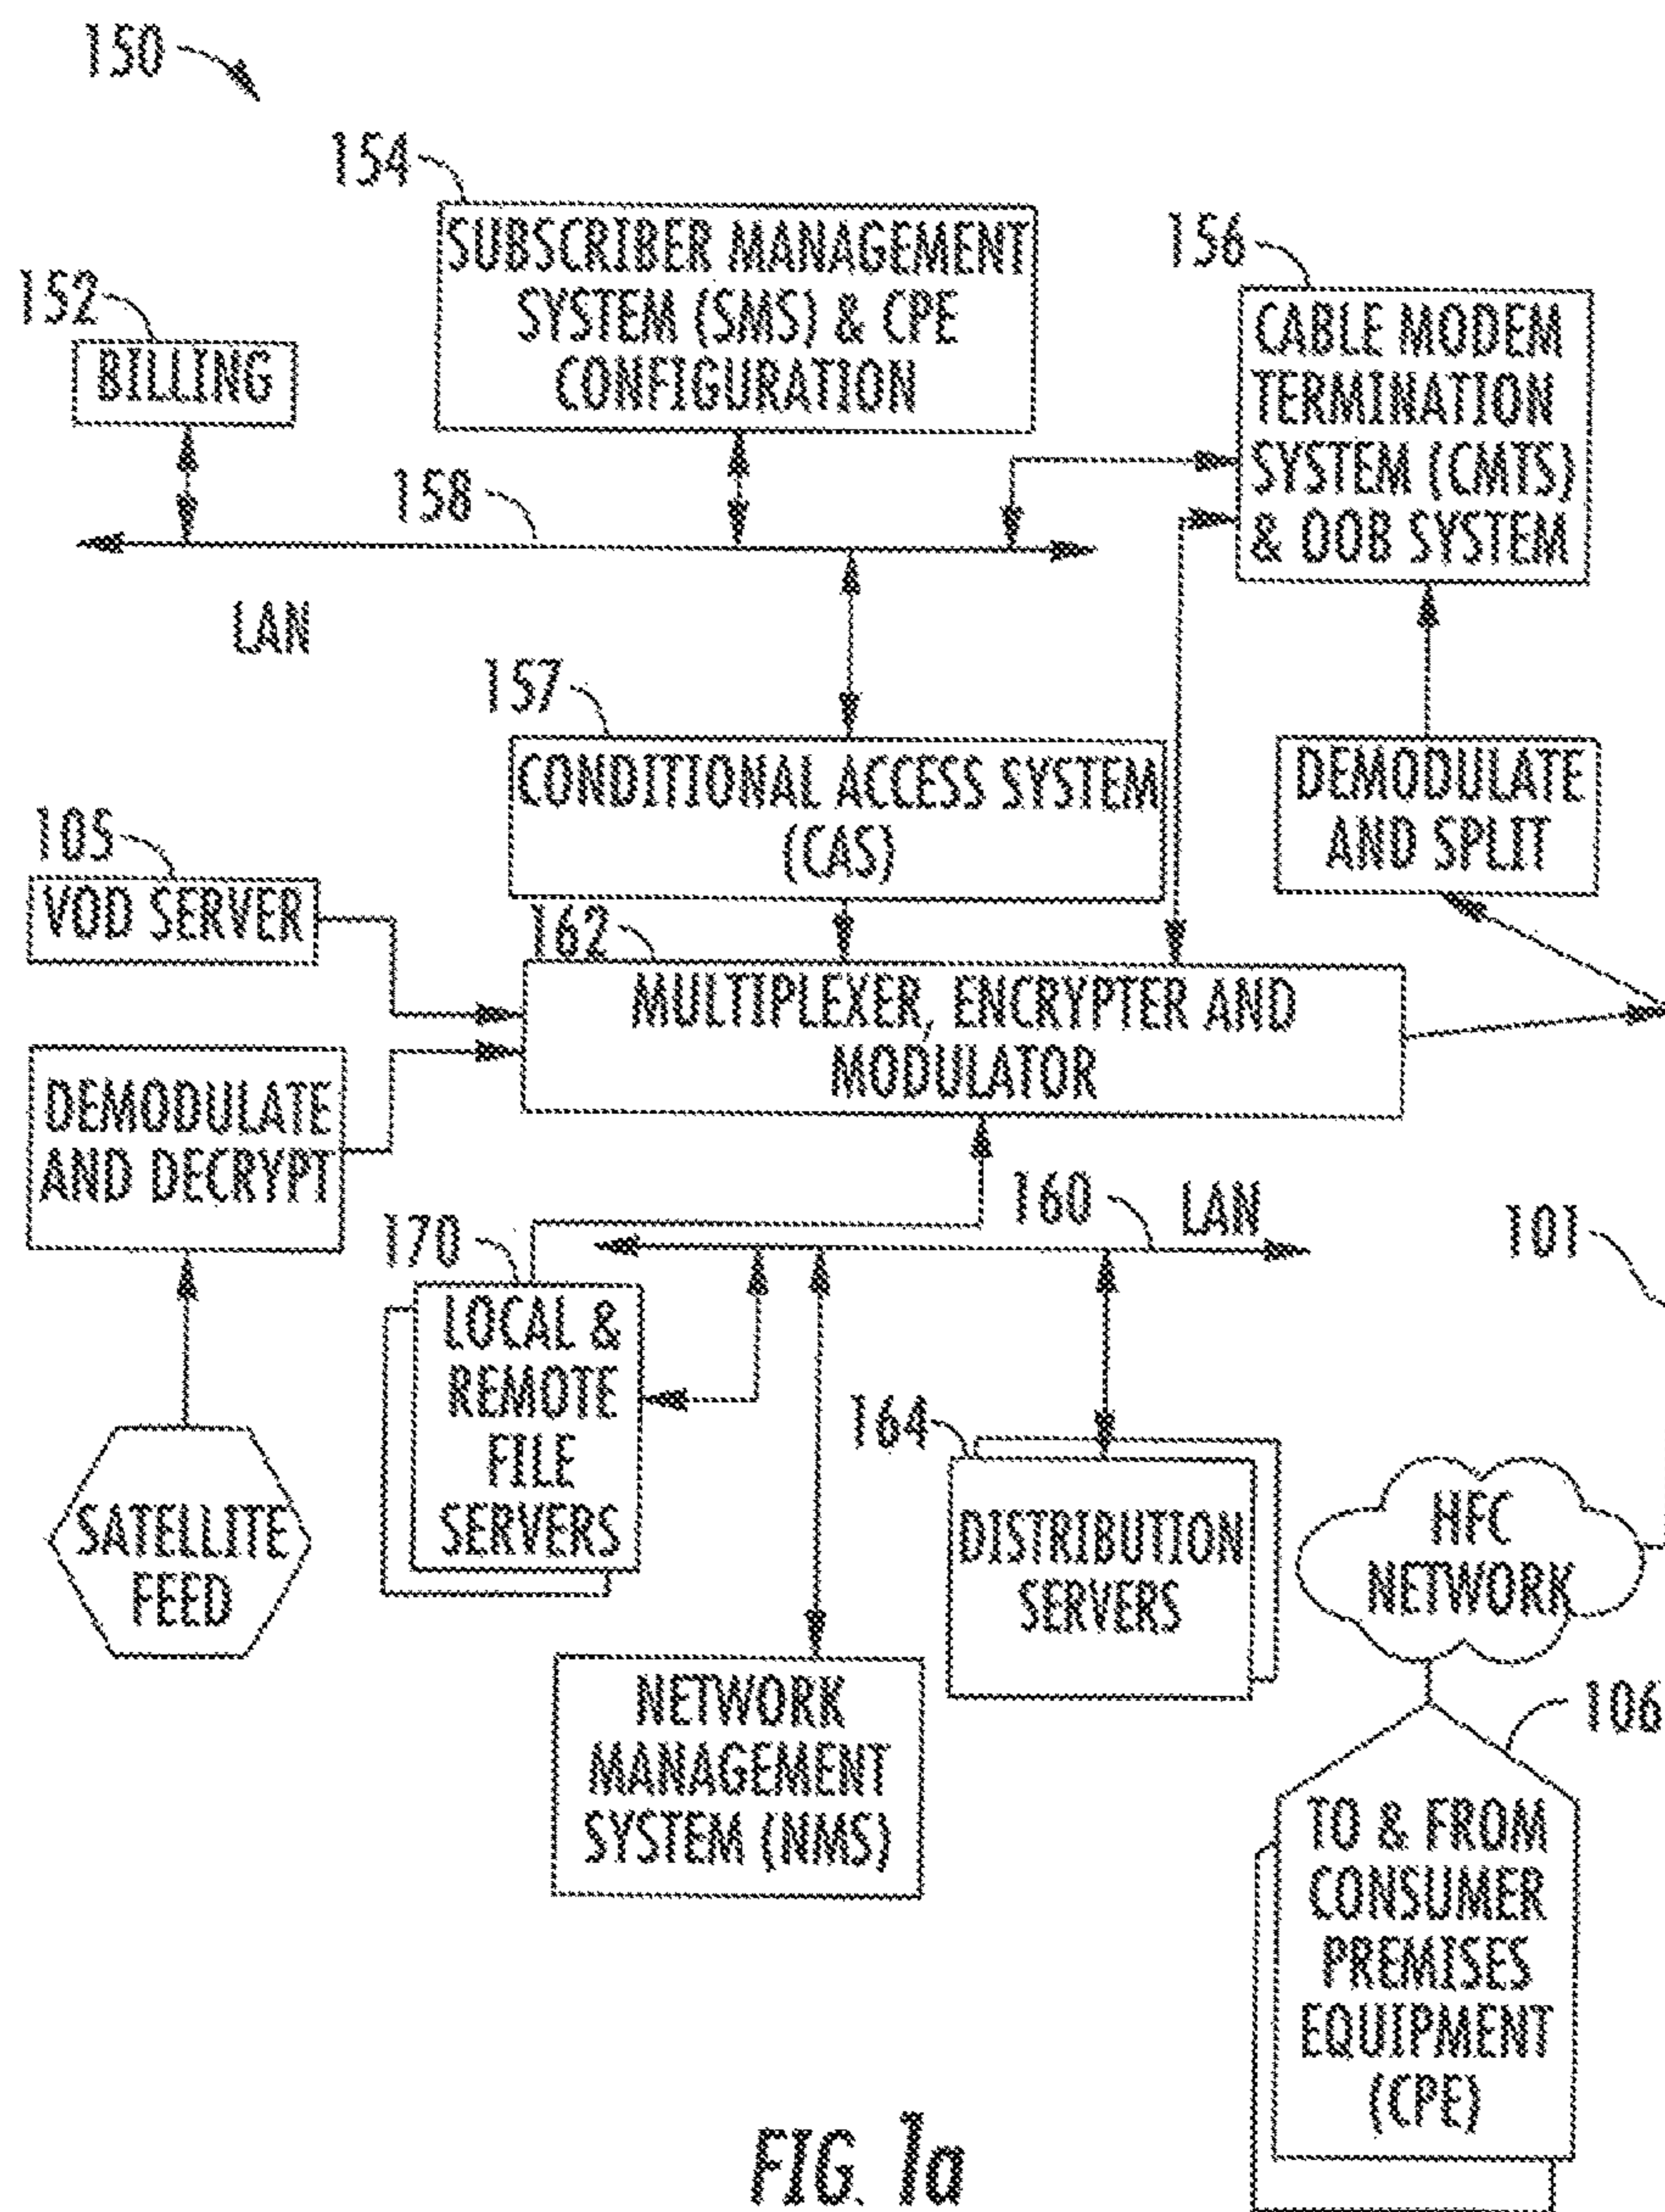 150
154
SUBSCRIBER MANAGEMENT
SYSTEM (SMS) & CPE
CONFIGURATION
156
CABLE MODEM
TERMINATION
SYSTEM (CMTS)
& OOB SYSTEM
152
BILLING
158
LAN
157
CONDITIONAL ACCESS SYSTEM
(CAS)
DEMODULATE
AND SPLIT
105
VOD SERVER
162
MULTIPLEXER, ENCRYPTER AND
MODULATOR
DEMODULATE
AND DECRYPT
160
LAN
101
170
LOCAL &
REMOTE
FILE
SERVERS
164
DISTRIBUTION
SERVERS
HFC
NETWORK
SATELLITE
FEED
NETWORK
MANAGEMENT
SYSTEM (NMS)
106
TO & FROM
CONSUMER
PREMISES
EQUIPMENT
(CPE)
FIG. 1a